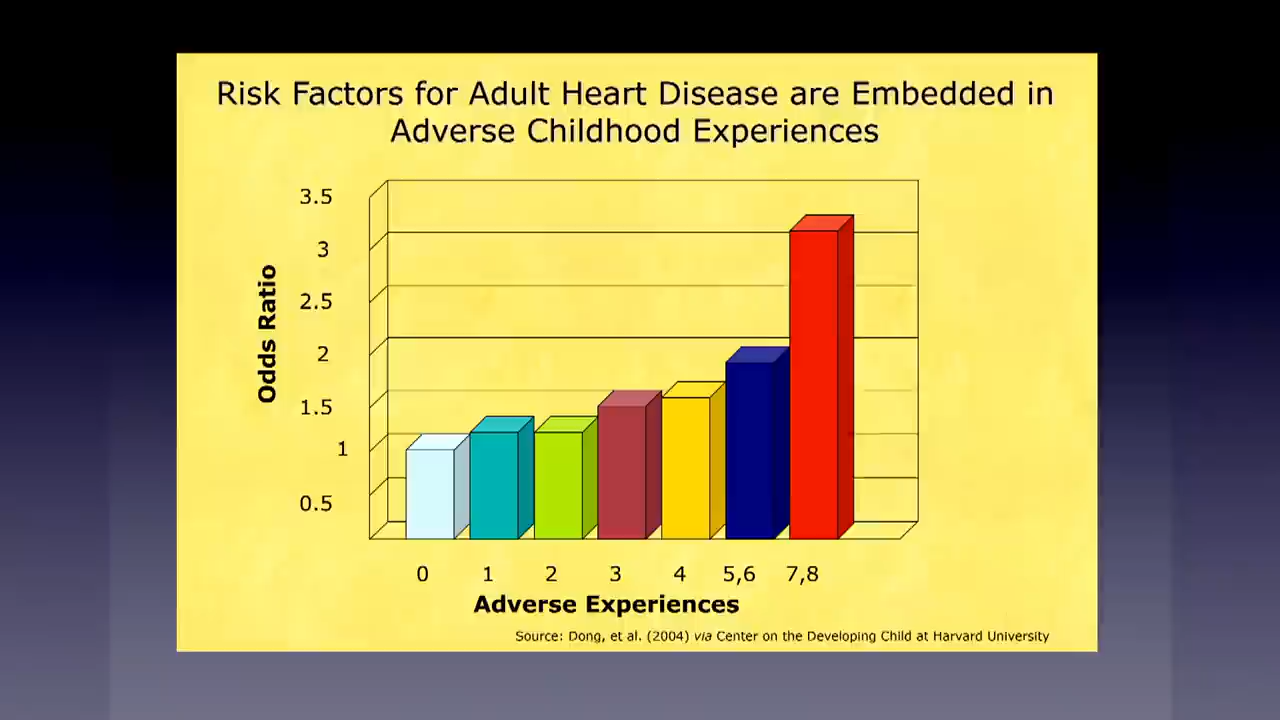 Risk Factors for Adult Heart Disease are Embedded in
Adverse Childhood Experiences
3.5
3
2.5
2
1.5
1
0.5
Odds Ratio
0 1 2 3 4 5,6 7,8
Adverse Experiences
Source: Dong, et al. (2004) via Center on the Developing Child at Harvard University